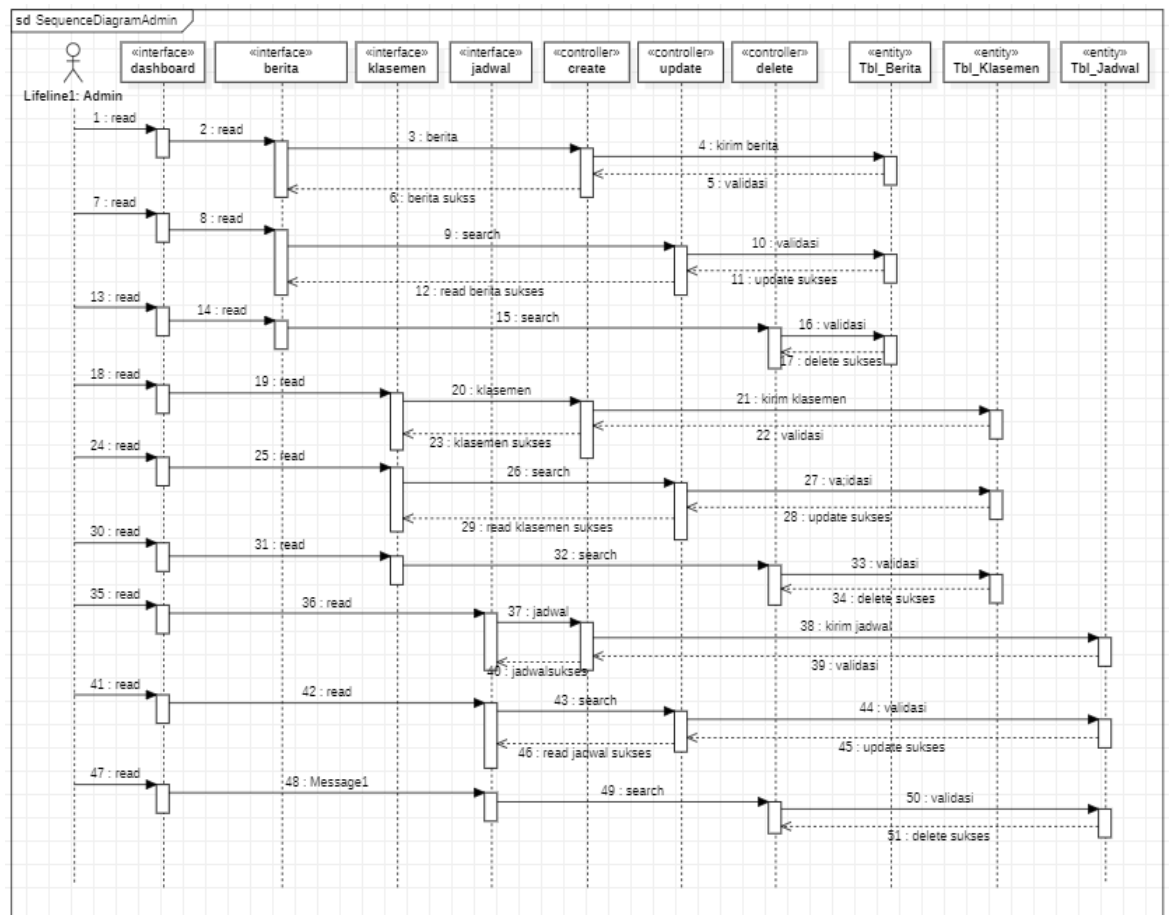 sd SequenceDiagramAdmin
«interface»
dashboard
«interface»
berita
«interface»
klasemen
«interface»
jadwal
«controller»
create
«controller»
update
«controller»
delete
«entity»
Tbl_Berita
«entity»
Tbl_Klasemen
«entity»
Tbl_Jadwal
Lifeline1: Admin
1 : read
2 : read
3 : berita
4 : kirim berita
5 : validasi
6 : berita sukss
7 : read
8 : read
9 : search
10 : validasi
11 : update sukses
12 : read berita sukses
13 : read
14 : read
15 : search
16 : validasi
17 : delete sukses
18 : read
19 : read
20 : klasemen
21 : kirim klasemen
22 : validasi
23 : klasemen sukses
24 : read
25 : read
26 : search
27 : va;idasi
28 : update sukses
29 : read klasemen sukses
30 : read
31 : read
32 : search
33 : validasi
34 : delete sukses
35 : read
36 : read
37 : jadwal
38 : kirim jadwal
39 : validasi
40 : jadwalsukses
41 : read
42 : read
43 : search
44 : validasi
45 : update sukses
46 : read jadwal sukses
47 : read
48 : Message1
49 : search
50 : validasi
51 : delete sukses